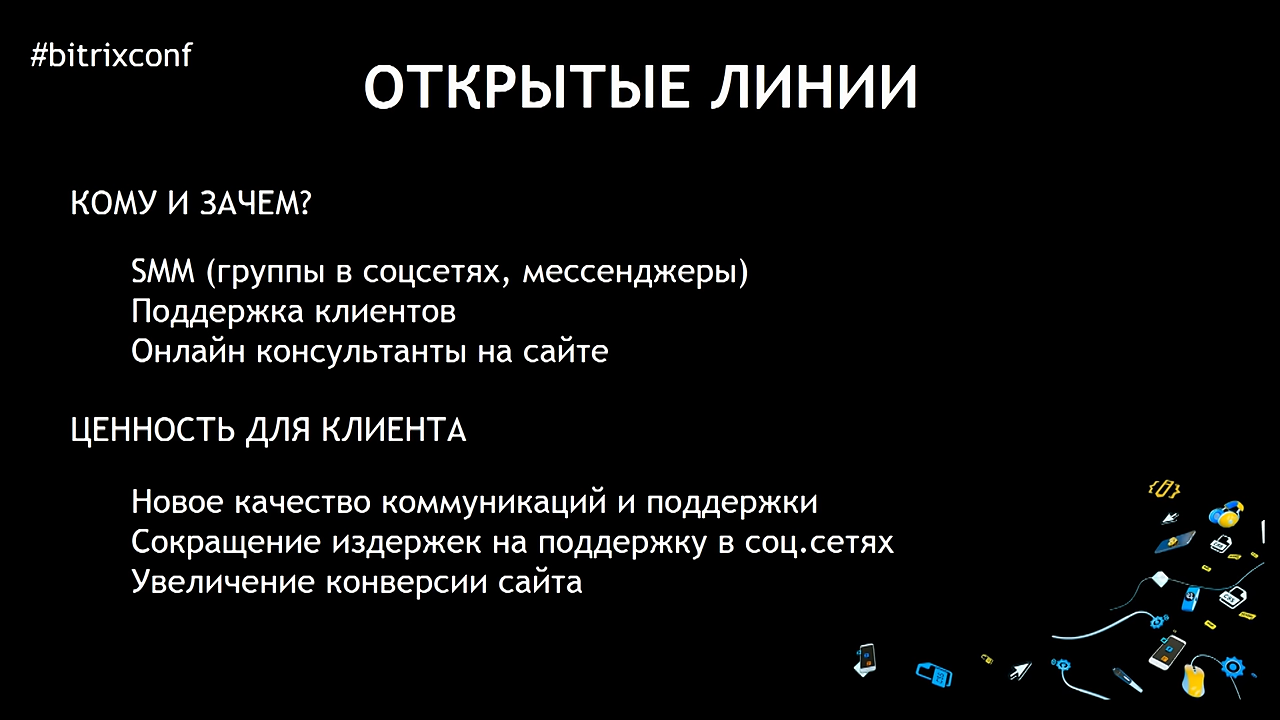 #bitrixconf
ОТКРЫТЫЕ ЛИНИИ
КОМУ И ЗАЧЕМ?
SMM (группы в соцсетях, мессенджеры)
Поддержка клиентов
Онлайн консультанты на сайте
ЦЕННОСТЬ ДЛЯ КЛИЕНТА
Новое качество коммуникаций и поддержки
Сокращение издержек на поддержку в соц.сетях
Увеличение конверсии сайта